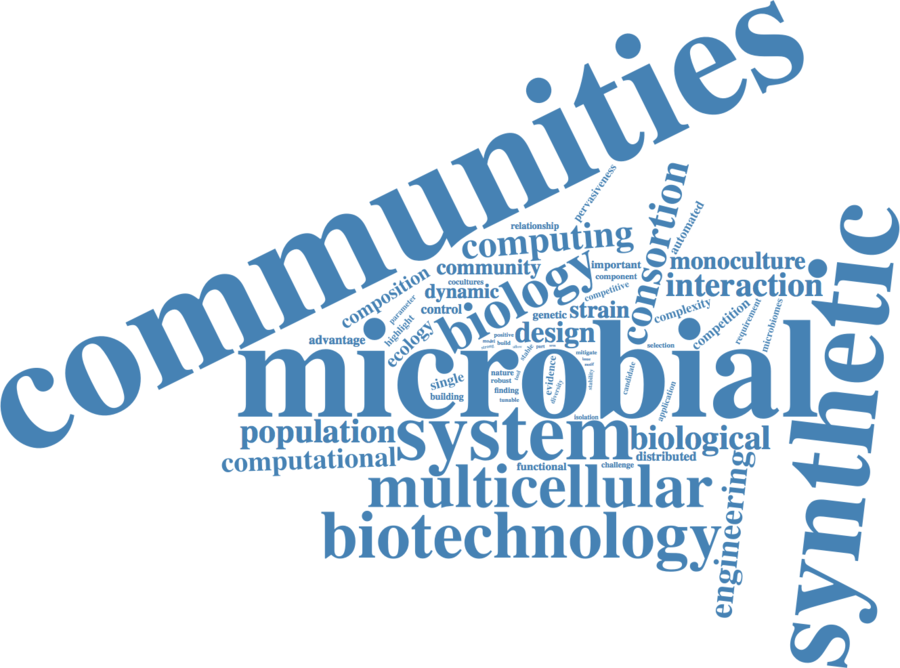 communities
pervasiveness
relationship
computing
consortion
automated
synthetic
community
biology
important
monoculture
composition
cocultures
component
interaction
dynamic
competitive
parameter
control
genetic
strain
complexity
competition
requirement
microbiomes
highlight
ecology
design
advantage
positive
build
selection
microbial
stable
mitigate
single
nature
robust
evidence
diversity
stability
candidate
building
finding
tunable
application
isolation
population
system
biological
computational
distributed
functional
challenge
multicellular
engineering
biotechnology